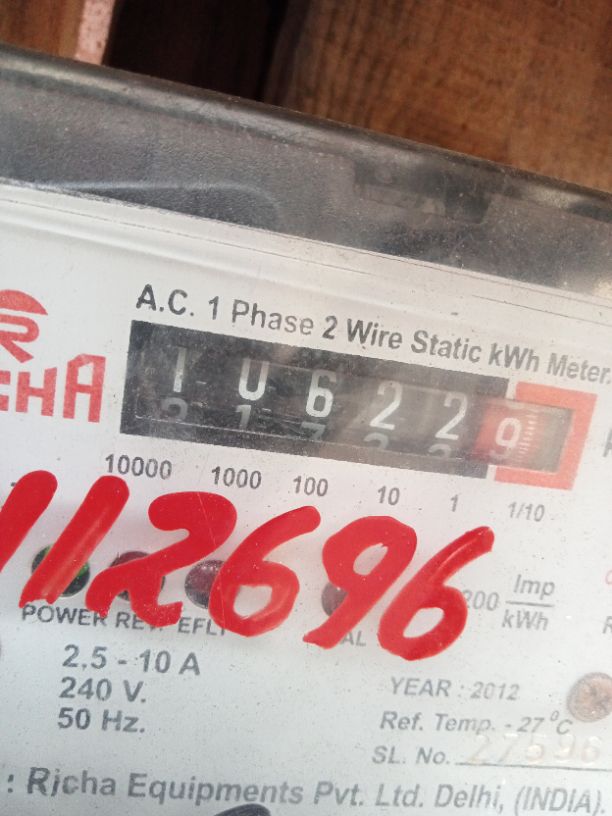 A.C. 1 Phase 2 Wire Static kWh Meter.
1 0 6 2 2 9
10000 1000 100 10 1 1/10
112696
Imp
kWh
POWER
2.5 - 10 A
240 V.
50 Hz.
YEAR : 2012
Ref. Temp. - 27 °C
SL. No. 27696
: Richa Equipments Pvt. Ltd. Delhi, (INDIA).